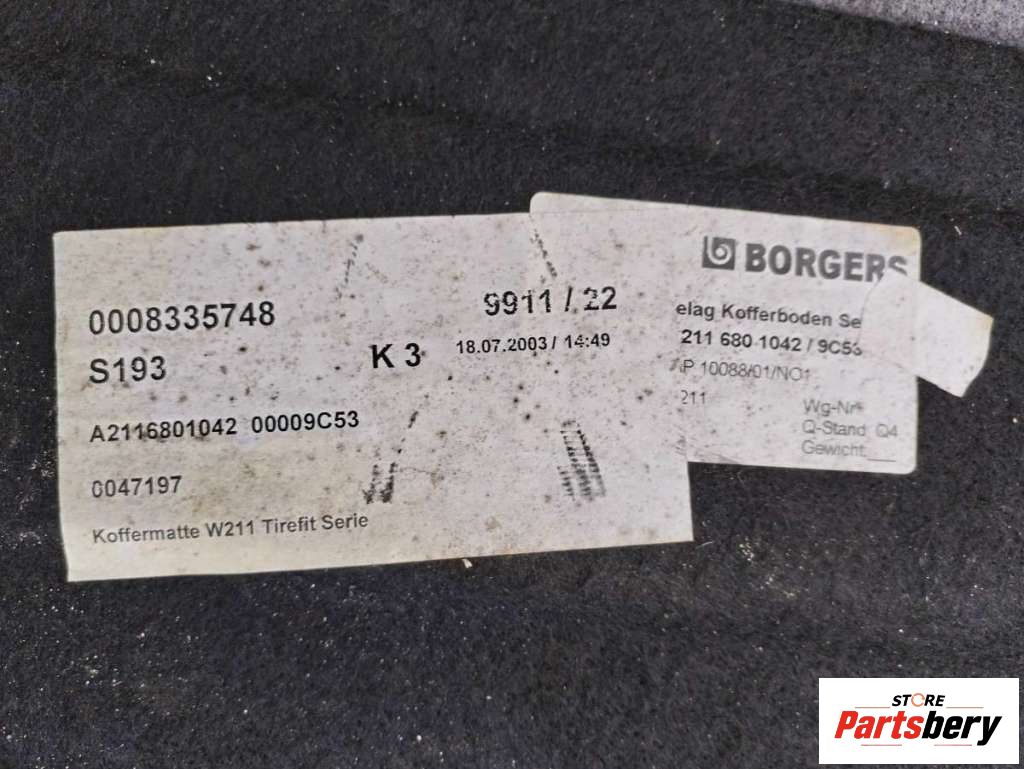 0008335748
S193
K 3
9911 / 22
18.07.2003 / 14:49
A2116801042 00009C53
0047197
Koffermatte W211 Tirefit Serie
BORGERS
elag Kofferboden Se
211 680 1042 / 9C53
P 10088/01/NO1
211
Wg-Nr
Q-Stand Q4
Gewicht
STORE
Partsbery